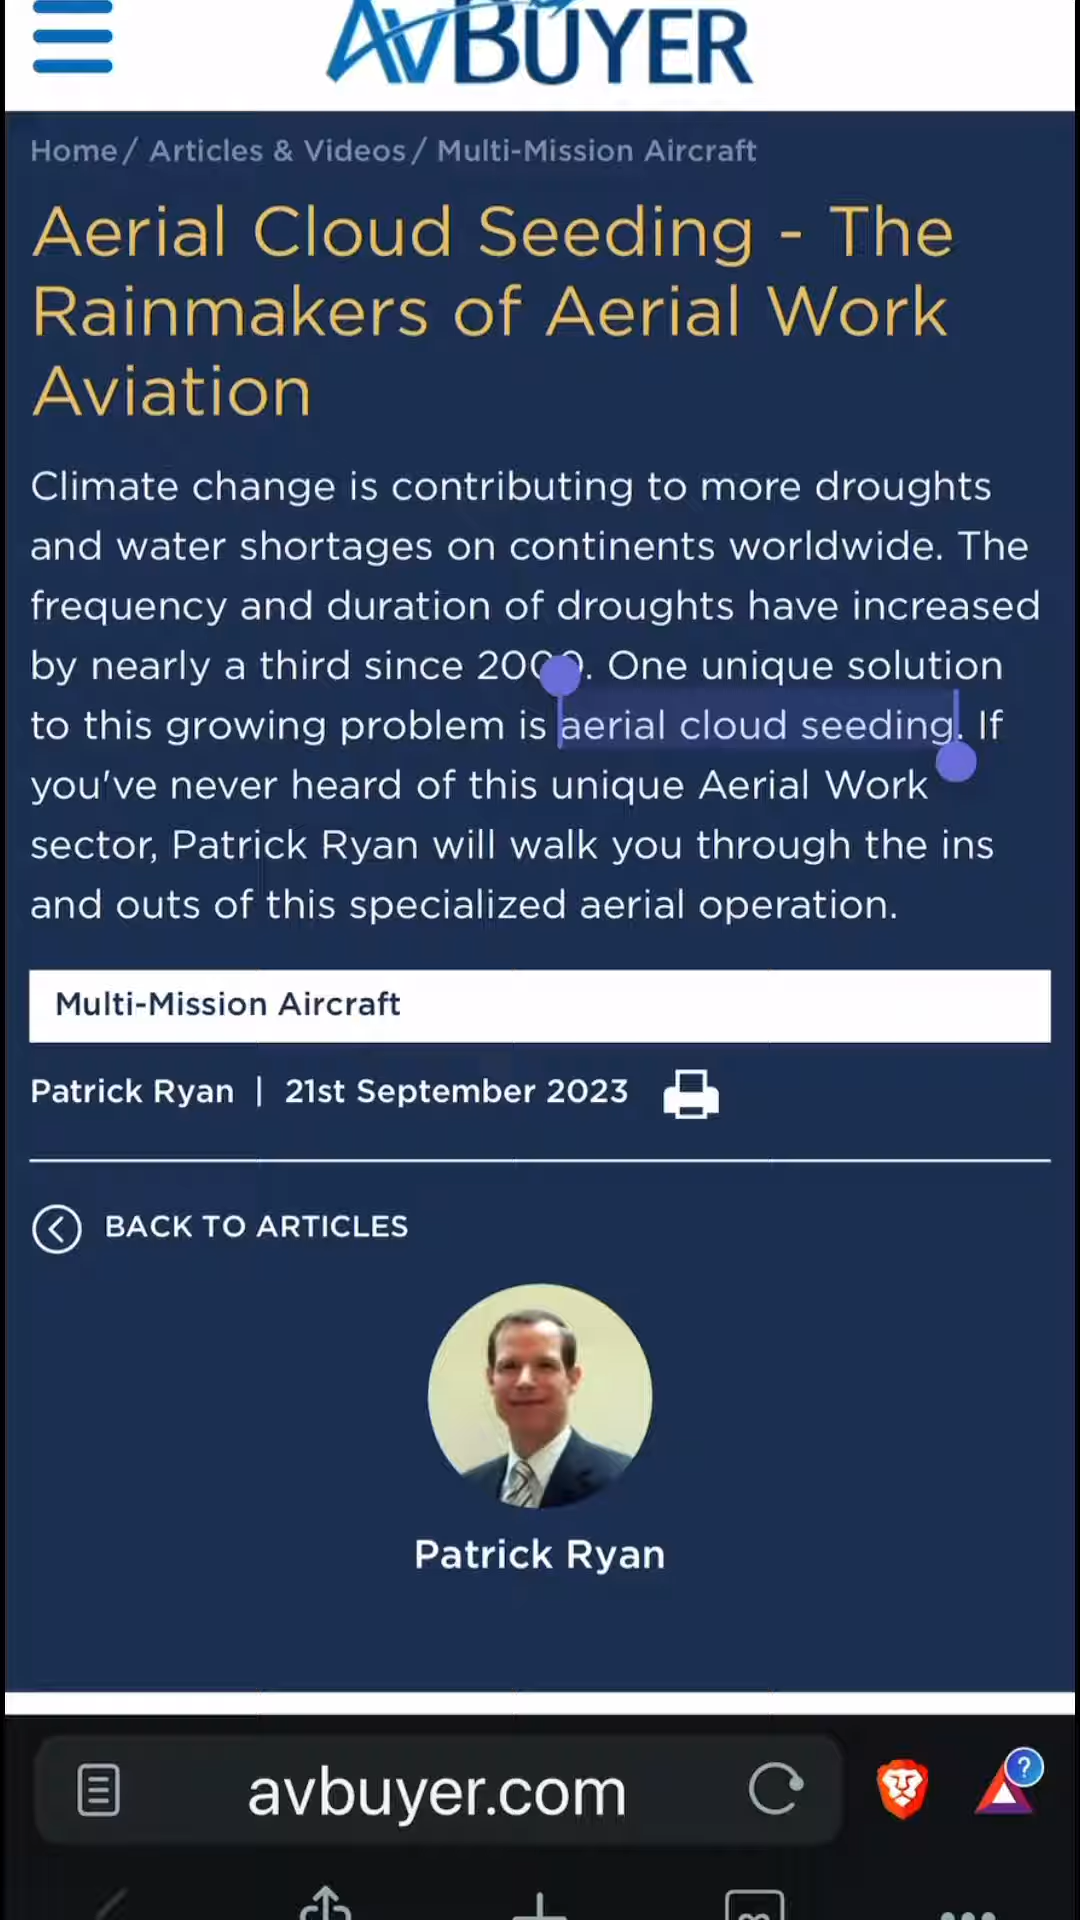 AVBUYER
Home / Articles & Videos / Multi-Mission Aircraft
Aerial Cloud Seeding - The
Rainmakers of Aerial Work
Aviation
Climate change is contributing to more droughts
and water shortages on continents worldwide. The
frequency and duration of droughts have increased
by nearly a third since 2000. One unique solution
to this growing problem is aerial cloud seeding. If
you've never heard of this unique Aerial Work
sector, Patrick Ryan will walk you through the ins
and outs of this specialized aerial operation.
Multi-Mission Aircraft
Patrick Ryan | 21st September 2023
BACK TO ARTICLES
Patrick Ryan
avbuyer.com
?